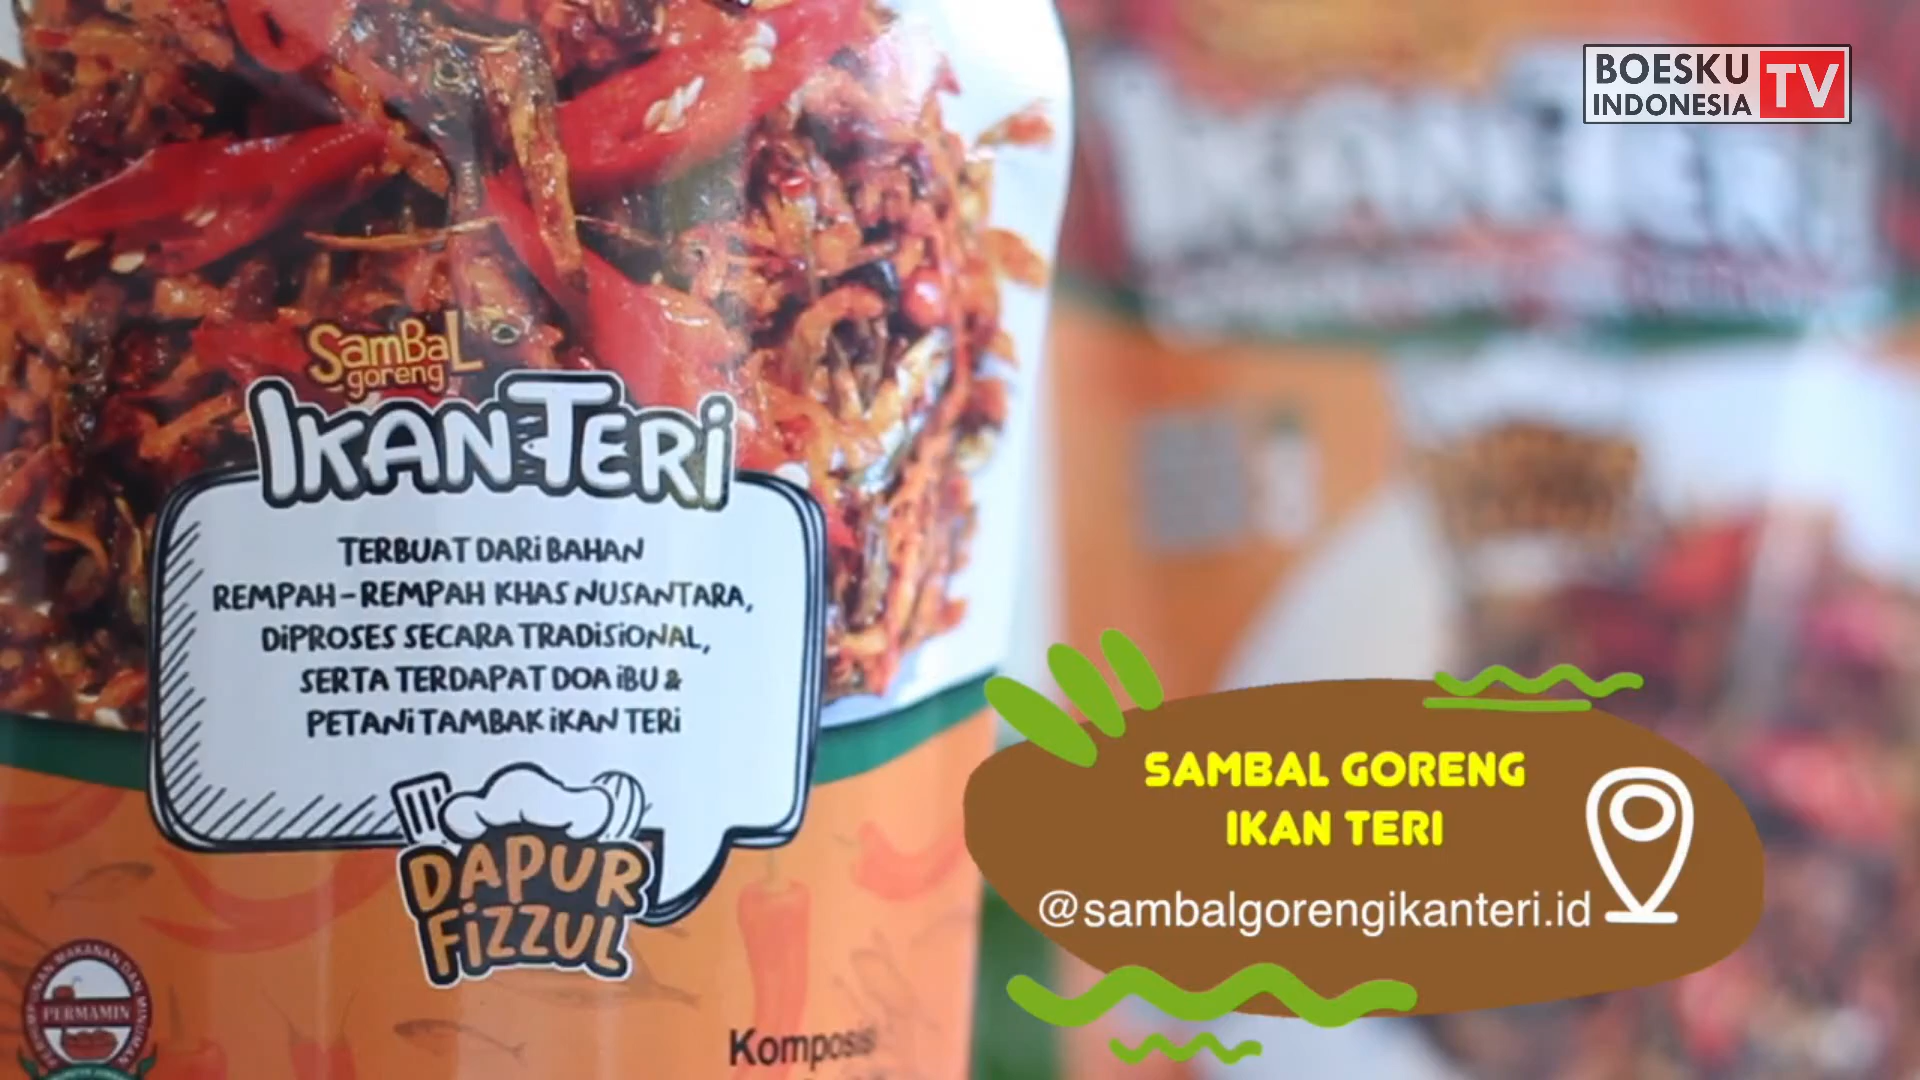 BOESKU TV
INDONESIA
SamBaL
goreng
IKAN TERi
TERBUAT DARi BAHAN
REMPAH-REMPAH KHAS NUSANTARA,
DiPROSES SECARA TRADiSiONAL,
SERTA TERDAPAT DOA iBU &
PETANi TAMBAK iKAN TERi
DAPUR
FiZZUL
PERMAMIN
Komposisi
SAMBAL GORENG
IKAN TERI
@sambalgorengikanteri.id